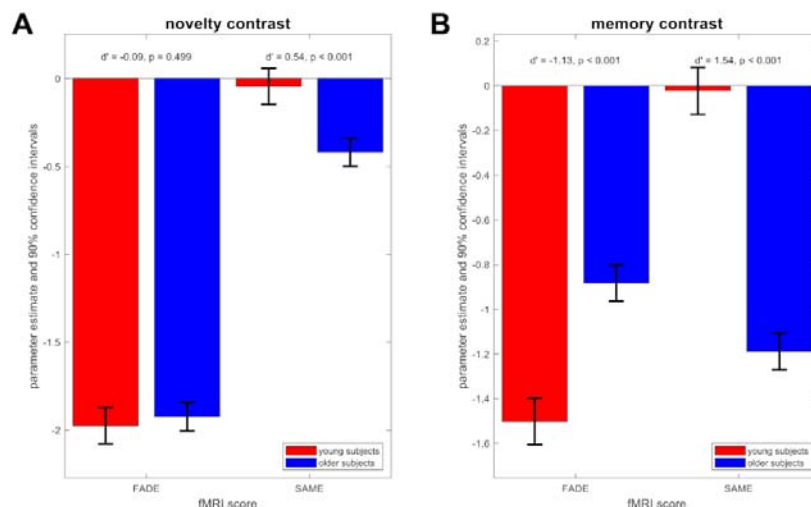 A
novelty contrast
d' = -0.09, p = 0.499
d' = 0.54, p < 0.001
0
-0.5
-1
-1.5
-2
parameter estimate and 90% confidence intervals
young subjects
older subjects
FADE
SAME
fMRI score
B
memory contrast
d' = -1.13, p < 0.001
d' = 1.54, p < 0.001
0.2
0
-0.2
-0.4
-0.6
-0.8
-1
-1.2
-1.4
-1.6
parameter estimate and 90% confidence intervals
young subjects
older subjects
FADE
SAME
fMRI score